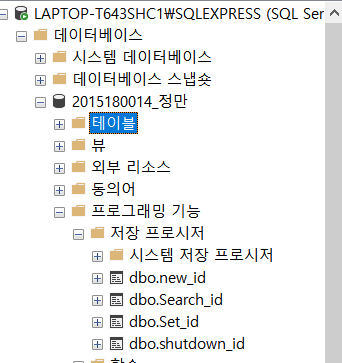 LAPTOP-T643SHC1₩SQLEXPRESS (SQL Ser
데이터베이스
시스템 데이터베이스
데이터베이스 스냅숏
2015180014_정만
테이블
뷰
외부 리소스
동의어
프로그래밍 기능
저장 프로시저
시스템 저장 프로시저
dbo.new_id
dbo.Search_id
dbo.Set_id
dbo.shutdown_id